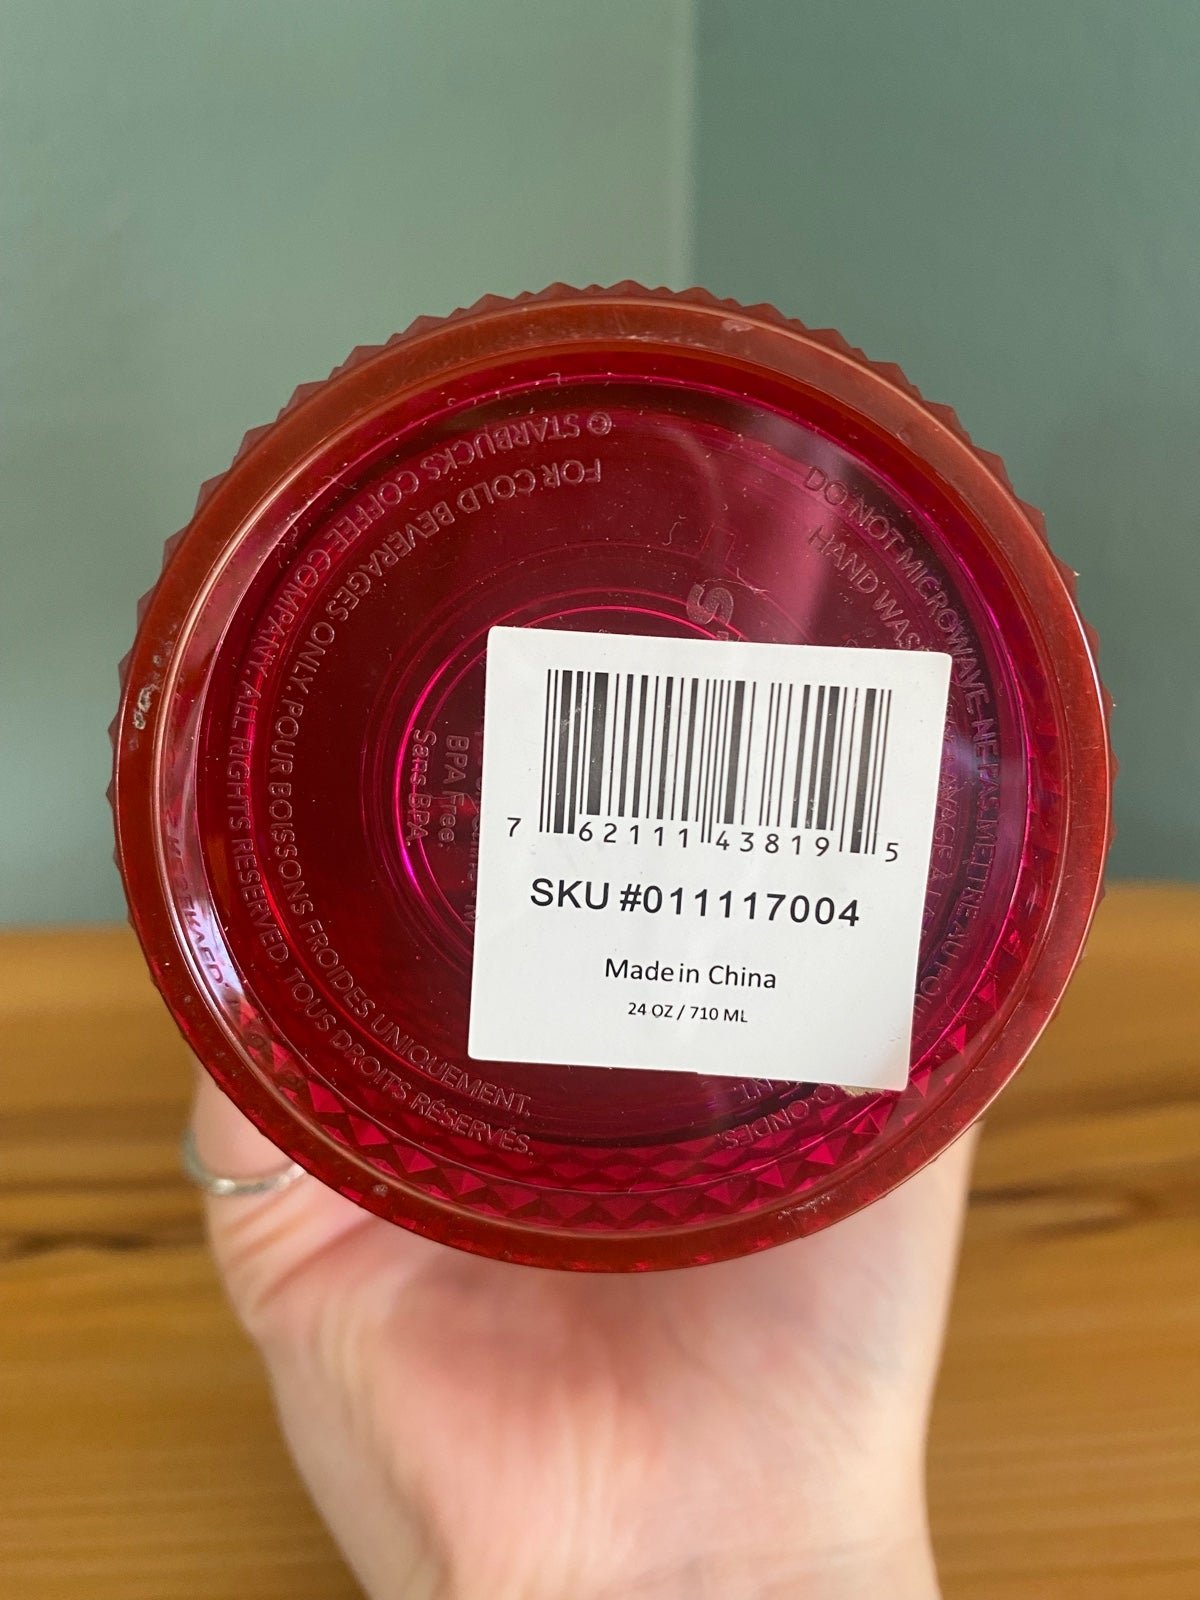 © STARBUCKS COFFEE COMPANY. ALL RIGHTS RESERVED. TOUS DROITS RÉSERVÉS.
FOR COLD BEVERAGES ONLY. POUR BOISSONS FROIDES UNIQUEMENT.
DO NOT MICROWAVE. NE PAS METTRE AU FOUR
HAND
BPA Free.
Sans BPA.
7 62111 43819 5
SKU #011117004
Made in China
24 OZ / 710 ML